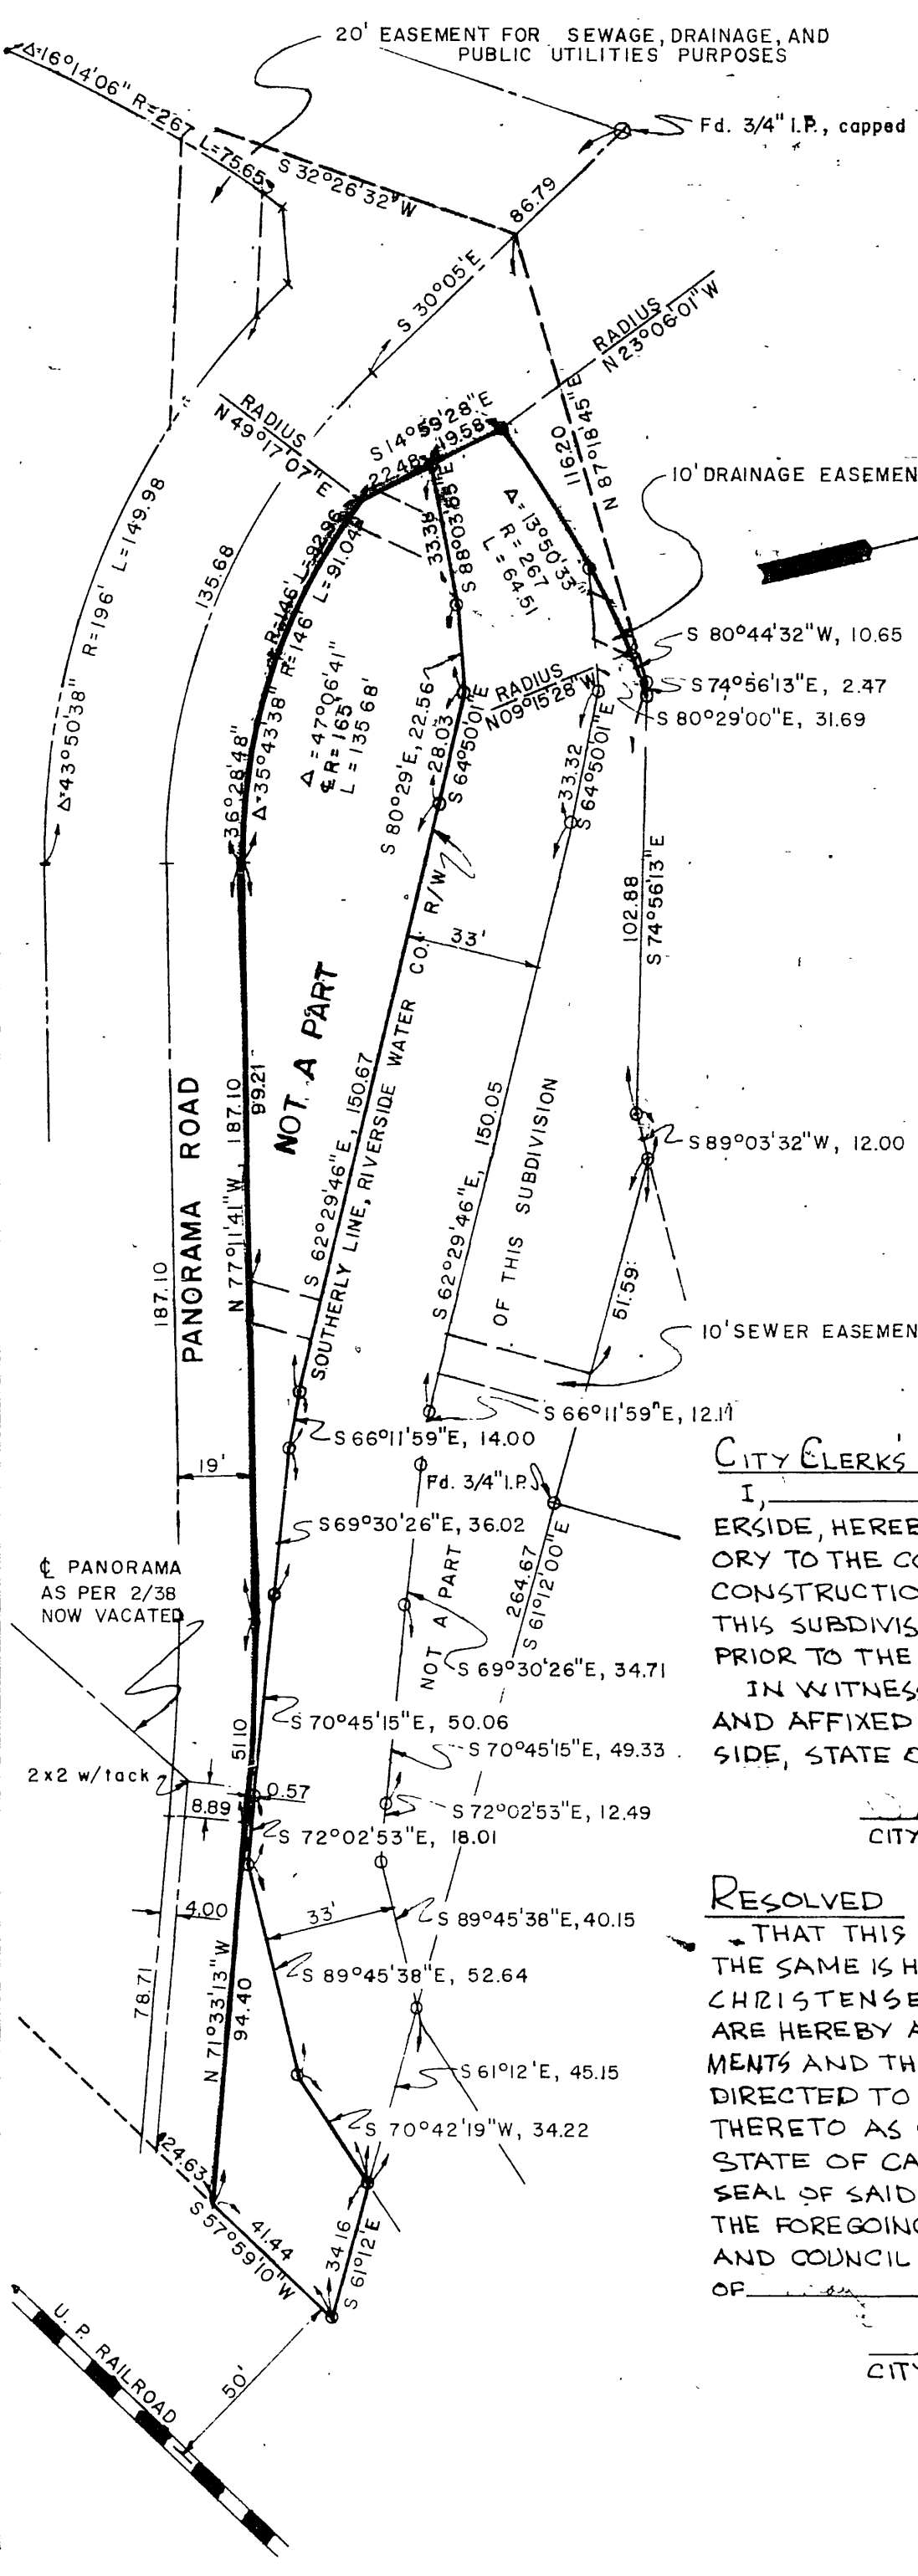 20' EASEMENT FOR SEWAGE, DRAINAGE, AND
PUBLIC UTILITIES PURPOSES
Δ=16°14'06" R=267 L=75.65
S 32°26'32" W
Fd. 3/4" I.P., capped
86.79
S 30°05' E
RADIUS
N 23°06'01" W
RADIUS
N 49°17'07" E
S 14°59'28" E
22.48
19.58
116.20
N 87°18'45" E
10' DRAINAGE EASEMEN
Δ=43°50'38" R=196' L=149.98
135.68
R=146' L=92.96
36°28'48"
Δ=35°43'38" R=146' L=91.04
33.38
S 88°03'65" E
Δ=13°50'33"
R=267
L=64.51
S 80°44'32" W, 10.65
S 74°56'13" E, 2.47
S 80°29'00" E, 31.69
RADIUS
N 09°15'28" W
Δ=47°06'41"
℄ R=165'
L=135.68'
S 80°29' E, 22.56
28.03
S 64°50'01" E
33.32
S 64°50'01" E
102.88
S 74°56'13" E
33'
NOT A PART
SOUTHERLY LINE, RIVERSIDE WATER CO. R/W
S 62°29'46" E, 150.67
S 62°29'46" E, 150.05
OF THIS SUBDIVISION
187.10
PANORAMA ROAD
N 77°11'41" W, 187.10
99.21
S 89°03'32" W, 12.00
51.59
10' SEWER EASEMEN
S 66°11'59" E, 12.11
S 66°11'59" E, 14.00
19'
Fd. 3/4" I.P.
S 69°30'26" E, 36.02
℄ PANORAMA
AS PER 2/38
NOW VACATED
NOT A PART
264.67
S 61°12'00" E
S 69°30'26" E, 34.71
51.10
S 70°45'15" E, 50.06
S 70°45'15" E, 49.33
2x2 w/tack
0.57
8.89
S 72°02'53" E, 12.49
S 72°02'53" E, 18.01
4.00
33'
S 89°45'38" E, 40.15
S 89°45'38" E, 52.64
78.71
N 71°33'13" W
94.40
S 61°12' E, 45.15
S 70°42'19" W, 34.22
24.63
41.44
S 57°59'10" W
34.16
S 61°12' E
50'
U. P. RAILROAD
CITY CLERK'S
I,
ERSIDE, HEREB
ORY TO THE CO
CONSTRUCTIO
THIS SUBDIVIS
PRIOR TO THE
IN WITNESS
AND AFFIXED
SIDE, STATE O
CITY
RESOLVED
THAT THIS
THE SAME IS H
CHRISTENSE
ARE HEREBY A
MENTS AND TH
DIRECTED TO
THERETO AS
STATE OF CA
SEAL OF SAID
THE FOREGOING
AND COUNCIL
OF
CITY